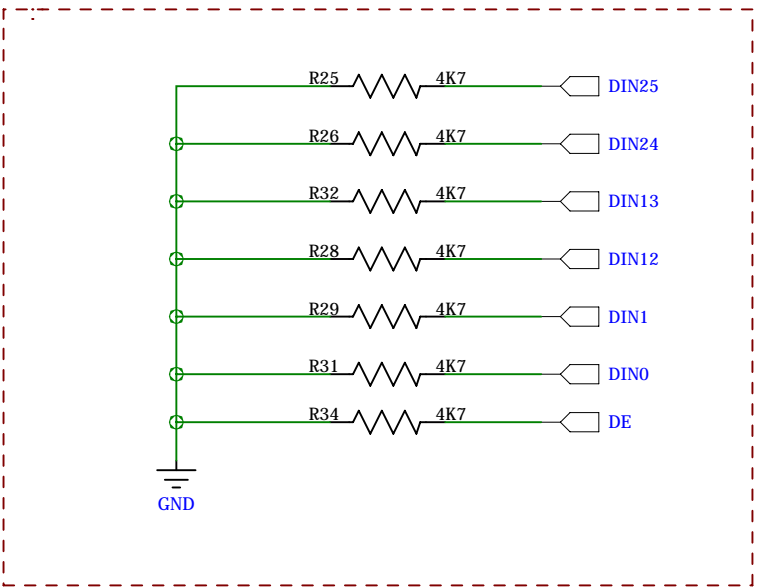 R25 4K7 DIN25
R26 4K7 DIN24
R32 4K7 DIN13
R28 4K7 DIN12
R29 4K7 DIN1
R31 4K7 DIN0
R34 4K7 DE
GND